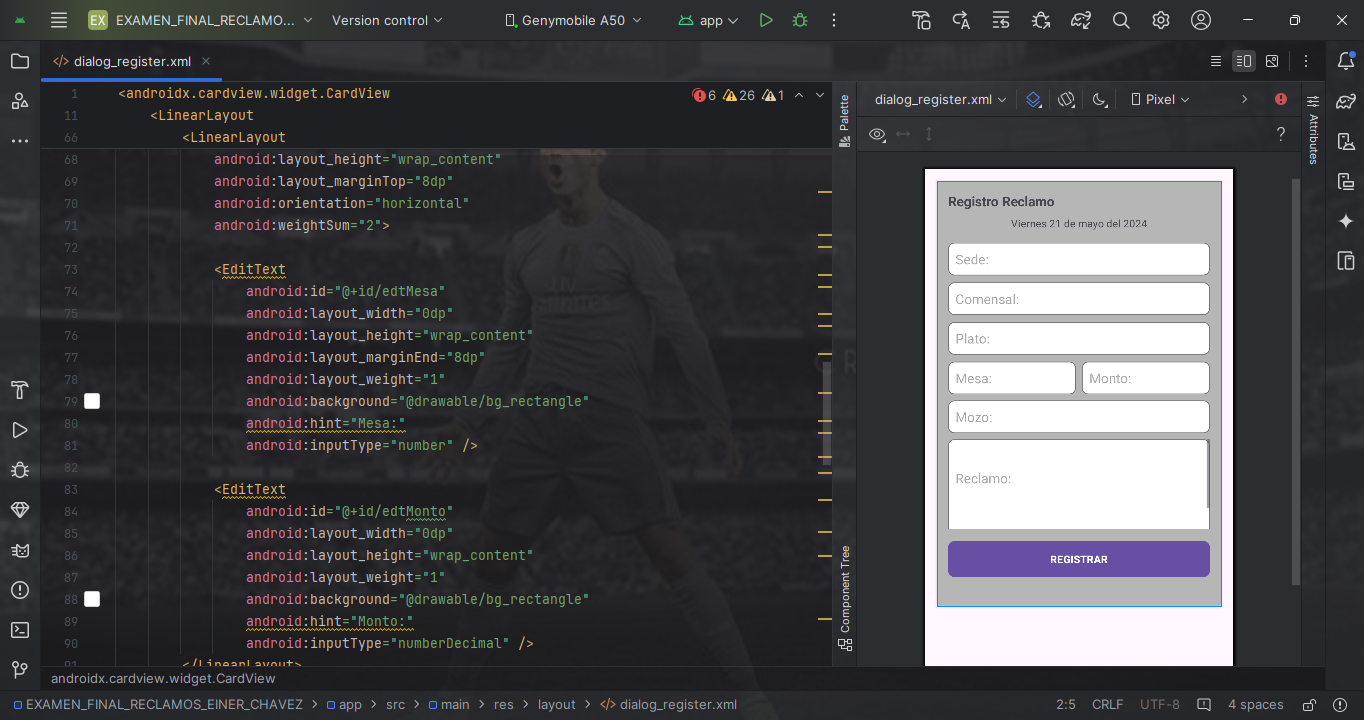 EX EXAMEN_FINAL_RECLAMO... Version control Genymobile A50 app
dialog_register.xml
1 <androidx.cardview.widget.CardView 6 26 1
11 <LinearLayout
66 <LinearLayout
68 android:layout_height="wrap_content"
69 android:layout_marginTop="8dp"
70 android:orientation="horizontal"
71 android:weightSum="2">
72
73 <EditText
74 android:id="@+id/edtMesa"
75 android:layout_width="0dp"
76 android:layout_height="wrap_content"
77 android:layout_marginEnd="8dp"
78 android:layout_weight="1"
79 android:background="@drawable/bg_rectangle"
80 android:hint="Mesa:"
81 android:inputType="number" />
82
83 <EditText
84 android:id="@+id/edtMonto"
85 android:layout_width="0dp"
86 android:layout_height="wrap_content"
87 android:layout_weight="1"
88 android:background="@drawable/bg_rectangle"
89 android:hint="Monto:"
90 android:inputType="numberDecimal" />
91 </LinearLayout>
androidx.cardview.widget.CardView
Palette
Component Tree
dialog_register.xml Pixel
?
Attributes
Registro Reclamo
Viernes 21 de mayo del 2024
Sede:
Comensal:
Plato:
Mesa: Monto:
Mozo:
Reclamo:
REGISTRAR
EXAMEN_FINAL_RECLAMOS_EINER_CHAVEZ > app > src > main > res > layout > dialog_register.xml 2:5 CRLF UTF-8 4 spaces